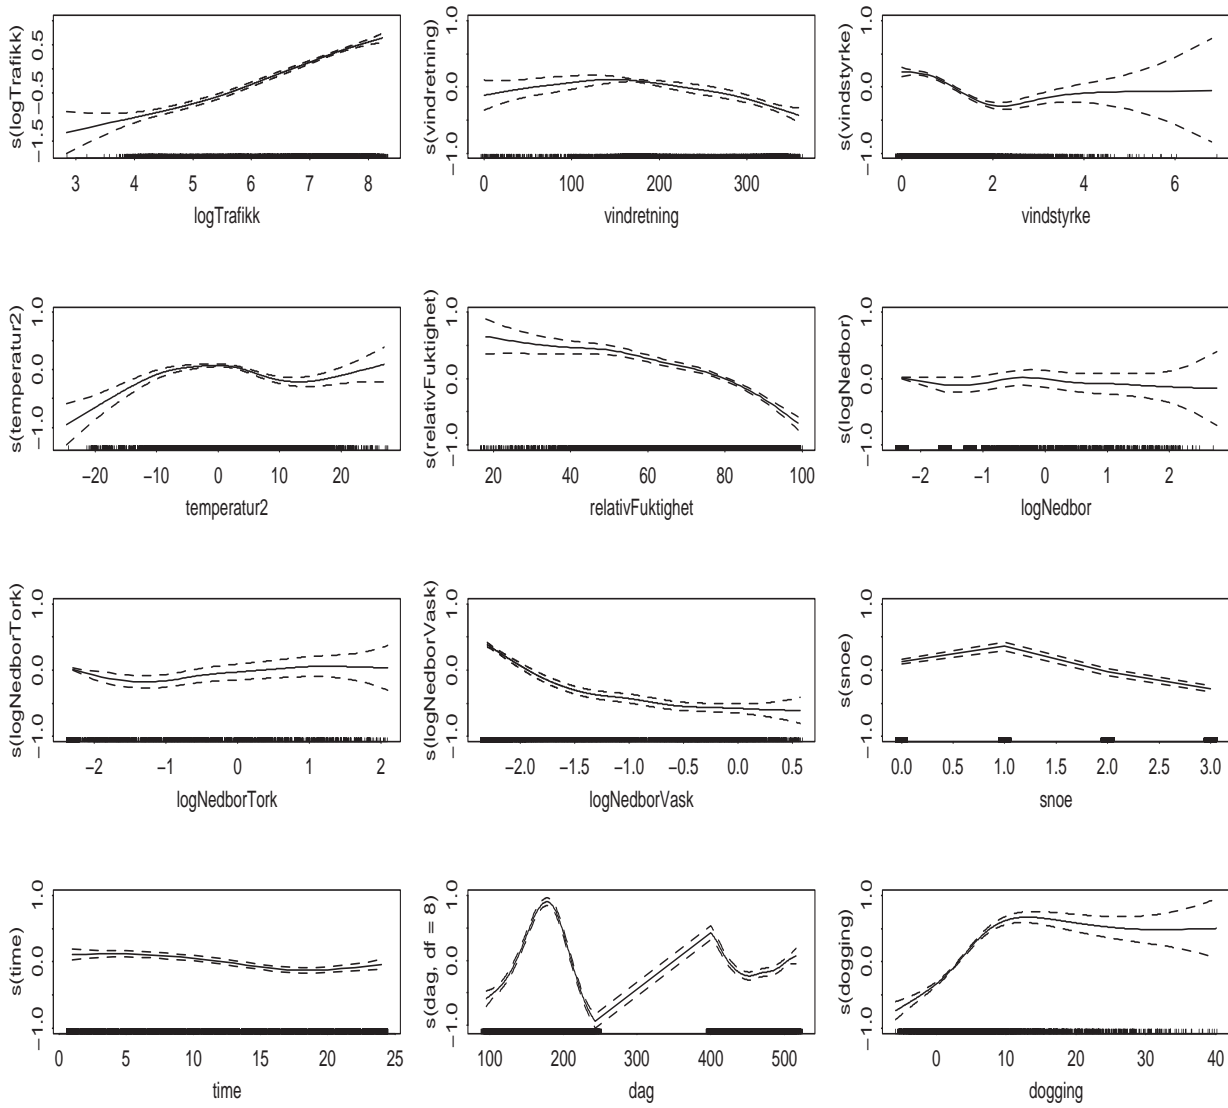 s(logTrafikk)
0.5
−0.5
−1.5
3 4 5 6 7 8
logTrafikk
s(vindretning)
1.0
0.0
−1.0
0 100 200 300
vindretning
s(vindstyrke)
1.0
0.0
−1.0
0 2 4 6
vindstyrke
s(temperatur2)
1.0
0.0
−1.0
−20 −10 0 10 20
temperatur2
s(relativFuktighet)
1.0
0.0
−1.0
20 40 60 80 100
relativFuktighet
s(logNedbor)
1.0
0.0
−1.0
−2 −1 0 1 2
logNedbor
s(logNedborTork)
1.0
0.0
−1.0
−2 −1 0 1 2
logNedborTork
s(logNedborVask)
1.0
0.0
−1.0
−2.0 −1.5 −1.0 −0.5 0.0 0.5
logNedborVask
s(snoe)
1.0
0.0
−1.0
0.0 0.5 1.0 1.5 2.0 2.5 3.0
snoe
s(time)
1.0
0.0
−1.0
0 5 10 15 20 25
time
s(dag, df = 8)
1.0
0.0
−1.0
100 200 300 400 500
dag
s(dogging)
1.0
0.0
−1.0
0 10 20 30 40
dogging